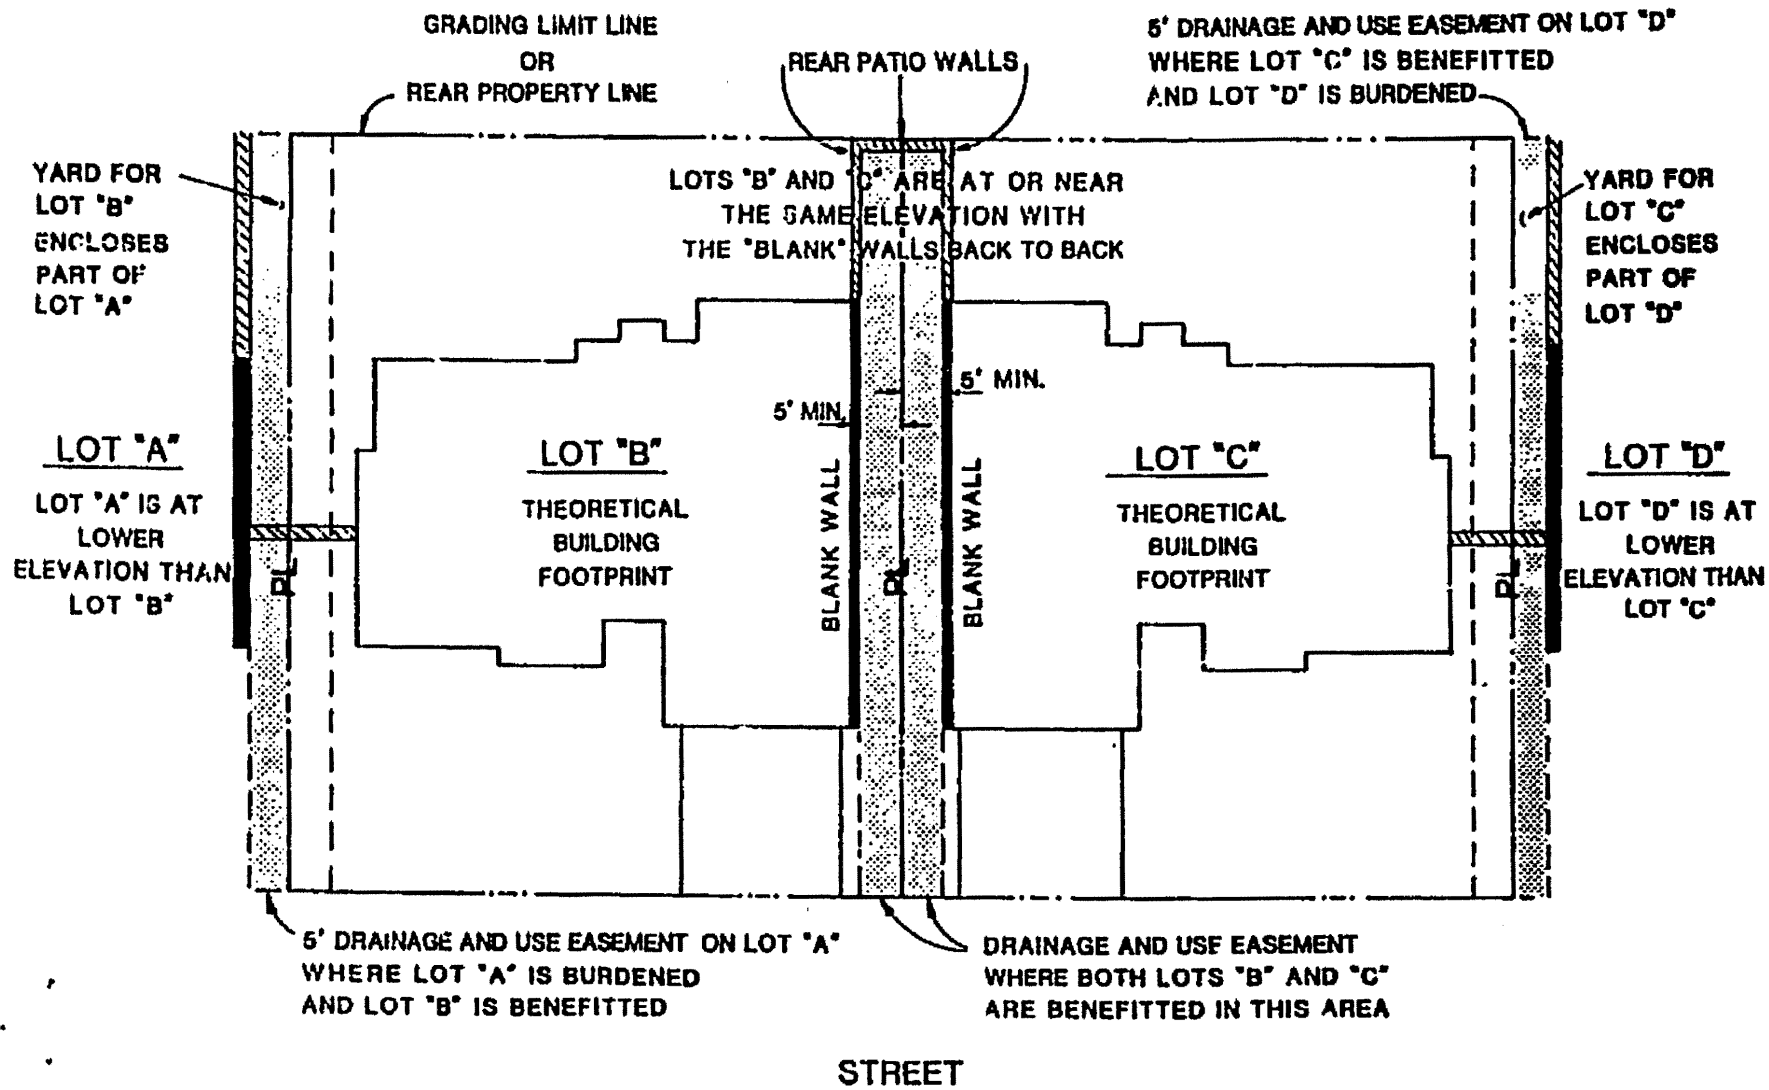 GRADING LIMIT LINE
OR
REAR PROPERTY LINE
REAR PATIO WALLS
5' DRAINAGE AND USE EASEMENT ON LOT "D"
WHERE LOT "C" IS BENEFITTED
AND LOT "D" IS BURDENED
YARD FOR
LOT "B"
ENCLOSES
PART OF
LOT "A"
LOTS "B" AND "C" ARE AT OR NEAR
THE SAME ELEVATION WITH
THE "BLANK" WALLS BACK TO BACK
YARD FOR
LOT "C"
ENCLOSES
PART OF
LOT "D"
5' MIN.
5' MIN.
LOT "A"
LOT "A" IS AT
LOWER
ELEVATION THAN
LOT "B"
PL
LOT "B"
THEORETICAL
BUILDING
FOOTPRINT
BLANK WALL
PL
BLANK WALL
LOT "C"
THEORETICAL
BUILDING
FOOTPRINT
PL
LOT "D"
LOT "D" IS AT
LOWER
ELEVATION THAN
LOT "C"
5' DRAINAGE AND USE EASEMENT ON LOT "A"
WHERE LOT "A" IS BURDENED
AND LOT "B" IS BENEFITTED
DRAINAGE AND USE EASEMENT
WHERE BOTH LOTS "B" AND "C"
ARE BENEFITTED IN THIS AREA
STREET